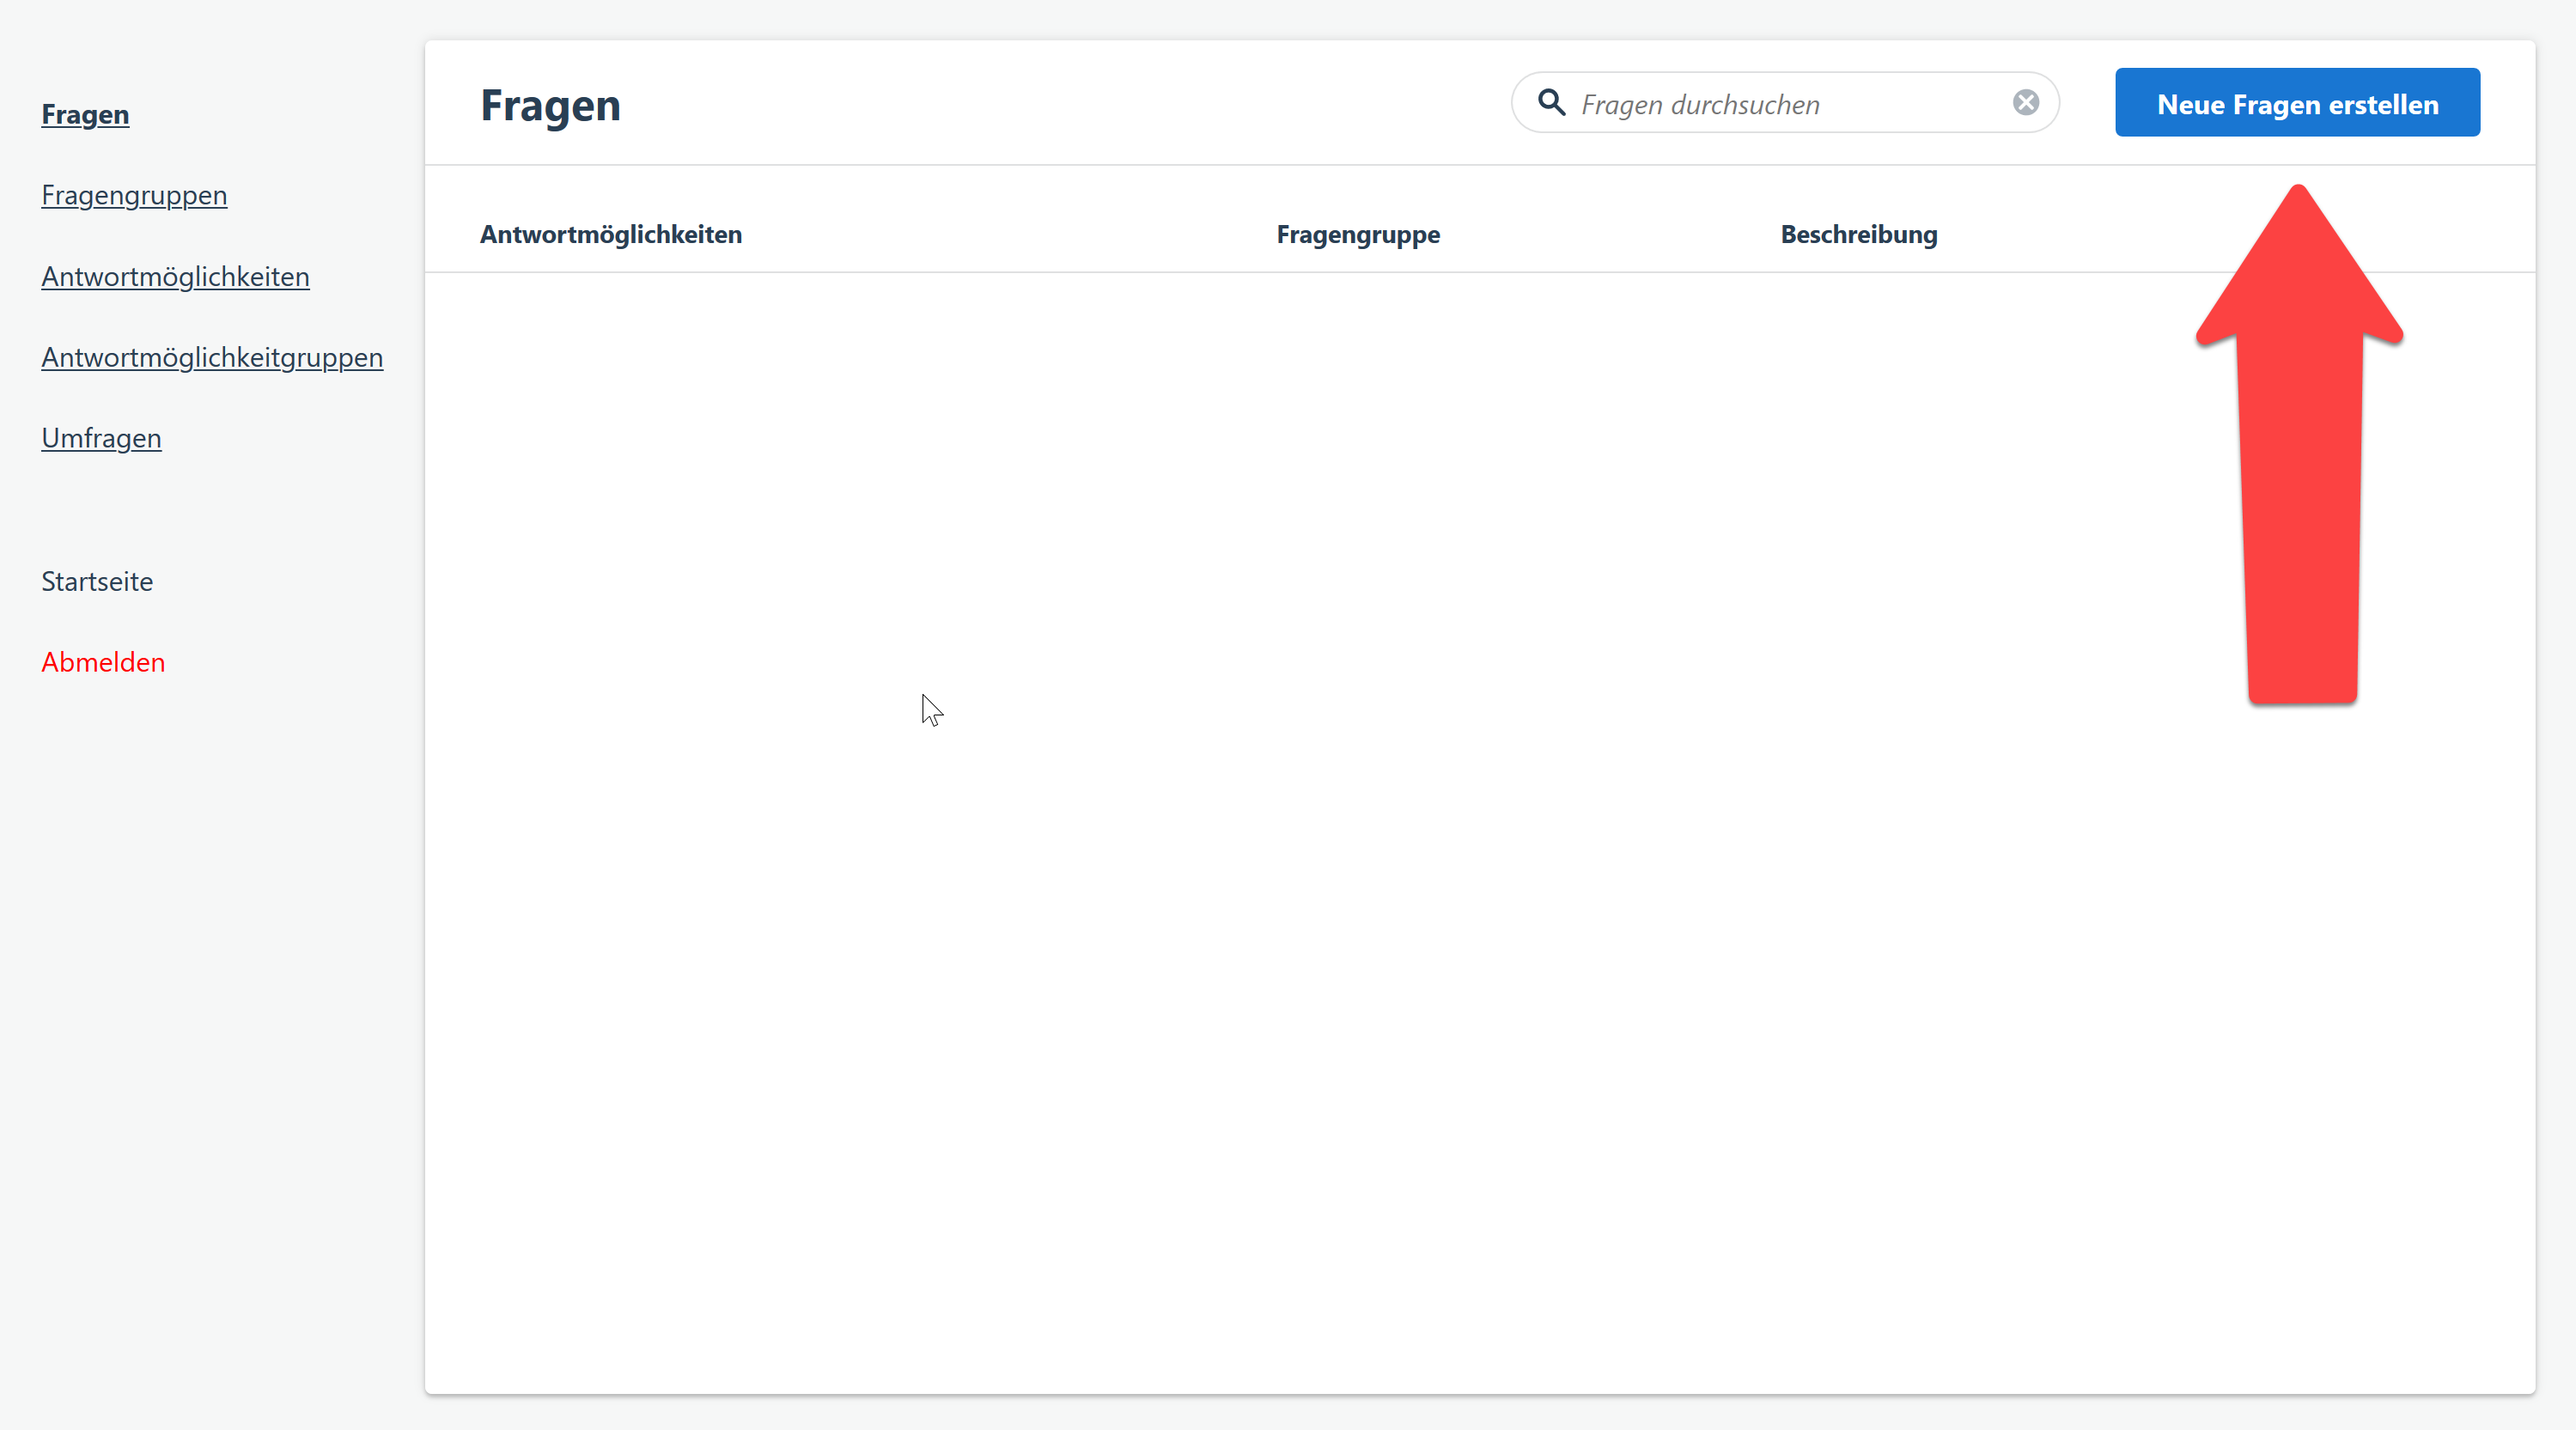 Fragen
Fragengruppen
Antwortmöglichkeiten
Antwortmöglichkeitgruppen
Umfragen
Startseite
Abmelden
Fragen
Fragen durchsuchen
Neue Fragen erstellen
Antwortmöglichkeiten
Fragengruppe
Beschreibung